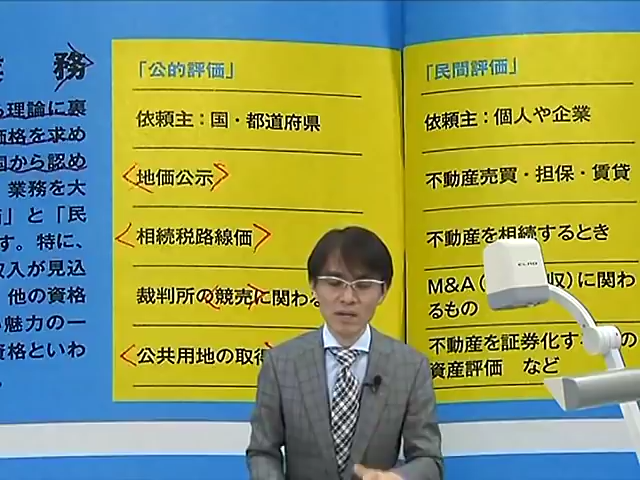 務
る理論に裏
価格を求め
国から認め
業務を大
」と「民
す。特に、
収入が見込
他の資格
い魅力の一
資格といわ
。
「公的評価」
依頼主：国・都道府県
地価公示
相続税路線価
裁判所の競売に関わる
公共用地の取得
「民間評価」
依頼主：個人や企業
不動産売買・担保・賃貸
不動産を相続するとき
M&A（ 収）に関わ
るもの
不動産を証券化す の
資産評価 など
ELMO